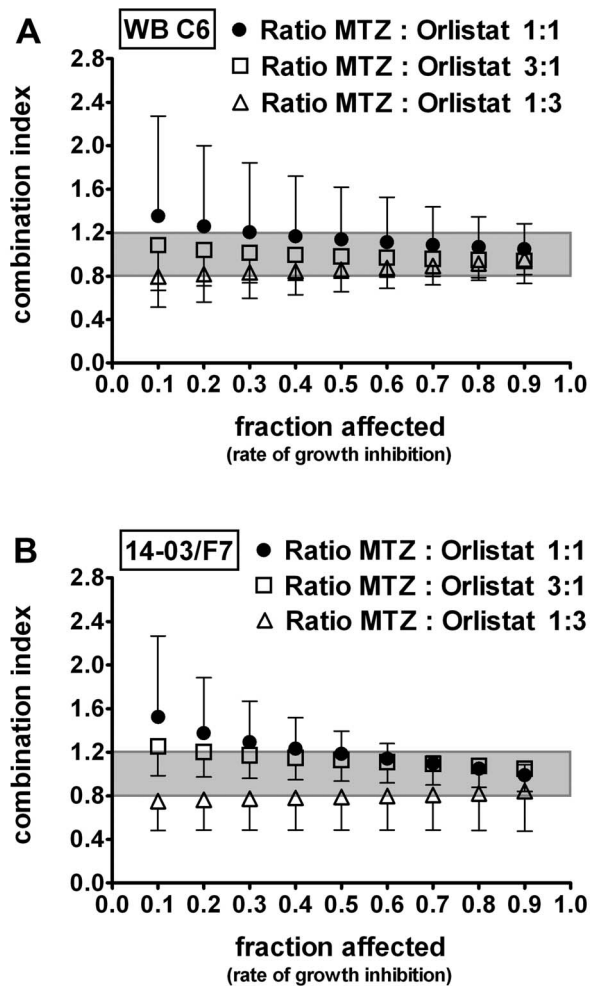 A
WB C6
Ratio MTZ : Orlistat 1:1
Ratio MTZ : Orlistat 3:1
Ratio MTZ : Orlistat 1:3
combination index
2.8
2.4
2.0
1.6
1.2
0.8
0.4
0.0
0.0 0.1 0.2 0.3 0.4 0.5 0.6 0.7 0.8 0.9 1.0
fraction affected
(rate of growth inhibition)
B
14-03/F7
Ratio MTZ : Orlistat 1:1
Ratio MTZ : Orlistat 3:1
Ratio MTZ : Orlistat 1:3
combination index
2.8
2.4
2.0
1.6
1.2
0.8
0.4
0.0
0.0 0.1 0.2 0.3 0.4 0.5 0.6 0.7 0.8 0.9 1.0
fraction affected
(rate of growth inhibition)